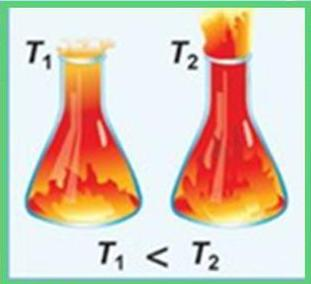 T₁ T₂
T₁ < T₂